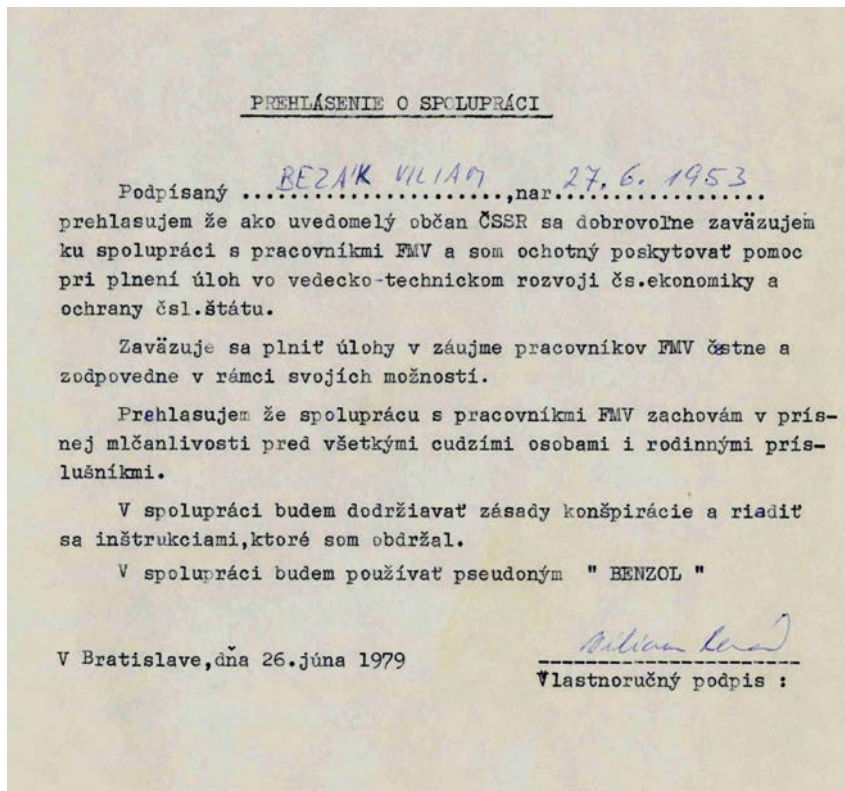 PREHLÁSENIE O SPOLUPRÁCI
Podpísaný ...BEZÁK VILIAM...,nar. 27. 6. 1953
prehlasujem že ako uvedomelý občan ČSSR sa dobrovoľne zaväzujem
ku spolupráci s pracovníkmi FMV a som ochotný poskytovať pomoc
pri plnení úloh vo vedecko-technickom rozvoji čs.ekonomiky a
ochrany čsl.štátu.
Zaväzuje sa plniť úlohy v záujme pracovníkov FMV čestne a
zodpovedne v rámci svojích možností.
Prehlasujem že spoluprácu s pracovníkmi FMV zachovám v prís-
nej mlčanlivosti pred všetkými cudzími osobami i rodinnými prís-
lušníkmi.
V spolupráci budem dodržiavať zásady konšpirácie a riadiť
sa inštrukciami,ktoré som obdržal.
V spolupráci budem používať pseudoným " BENZOL "
Viliam Bezák
V Bratislave,dňa 26.júna 1979
Vlastnoručný podpis :